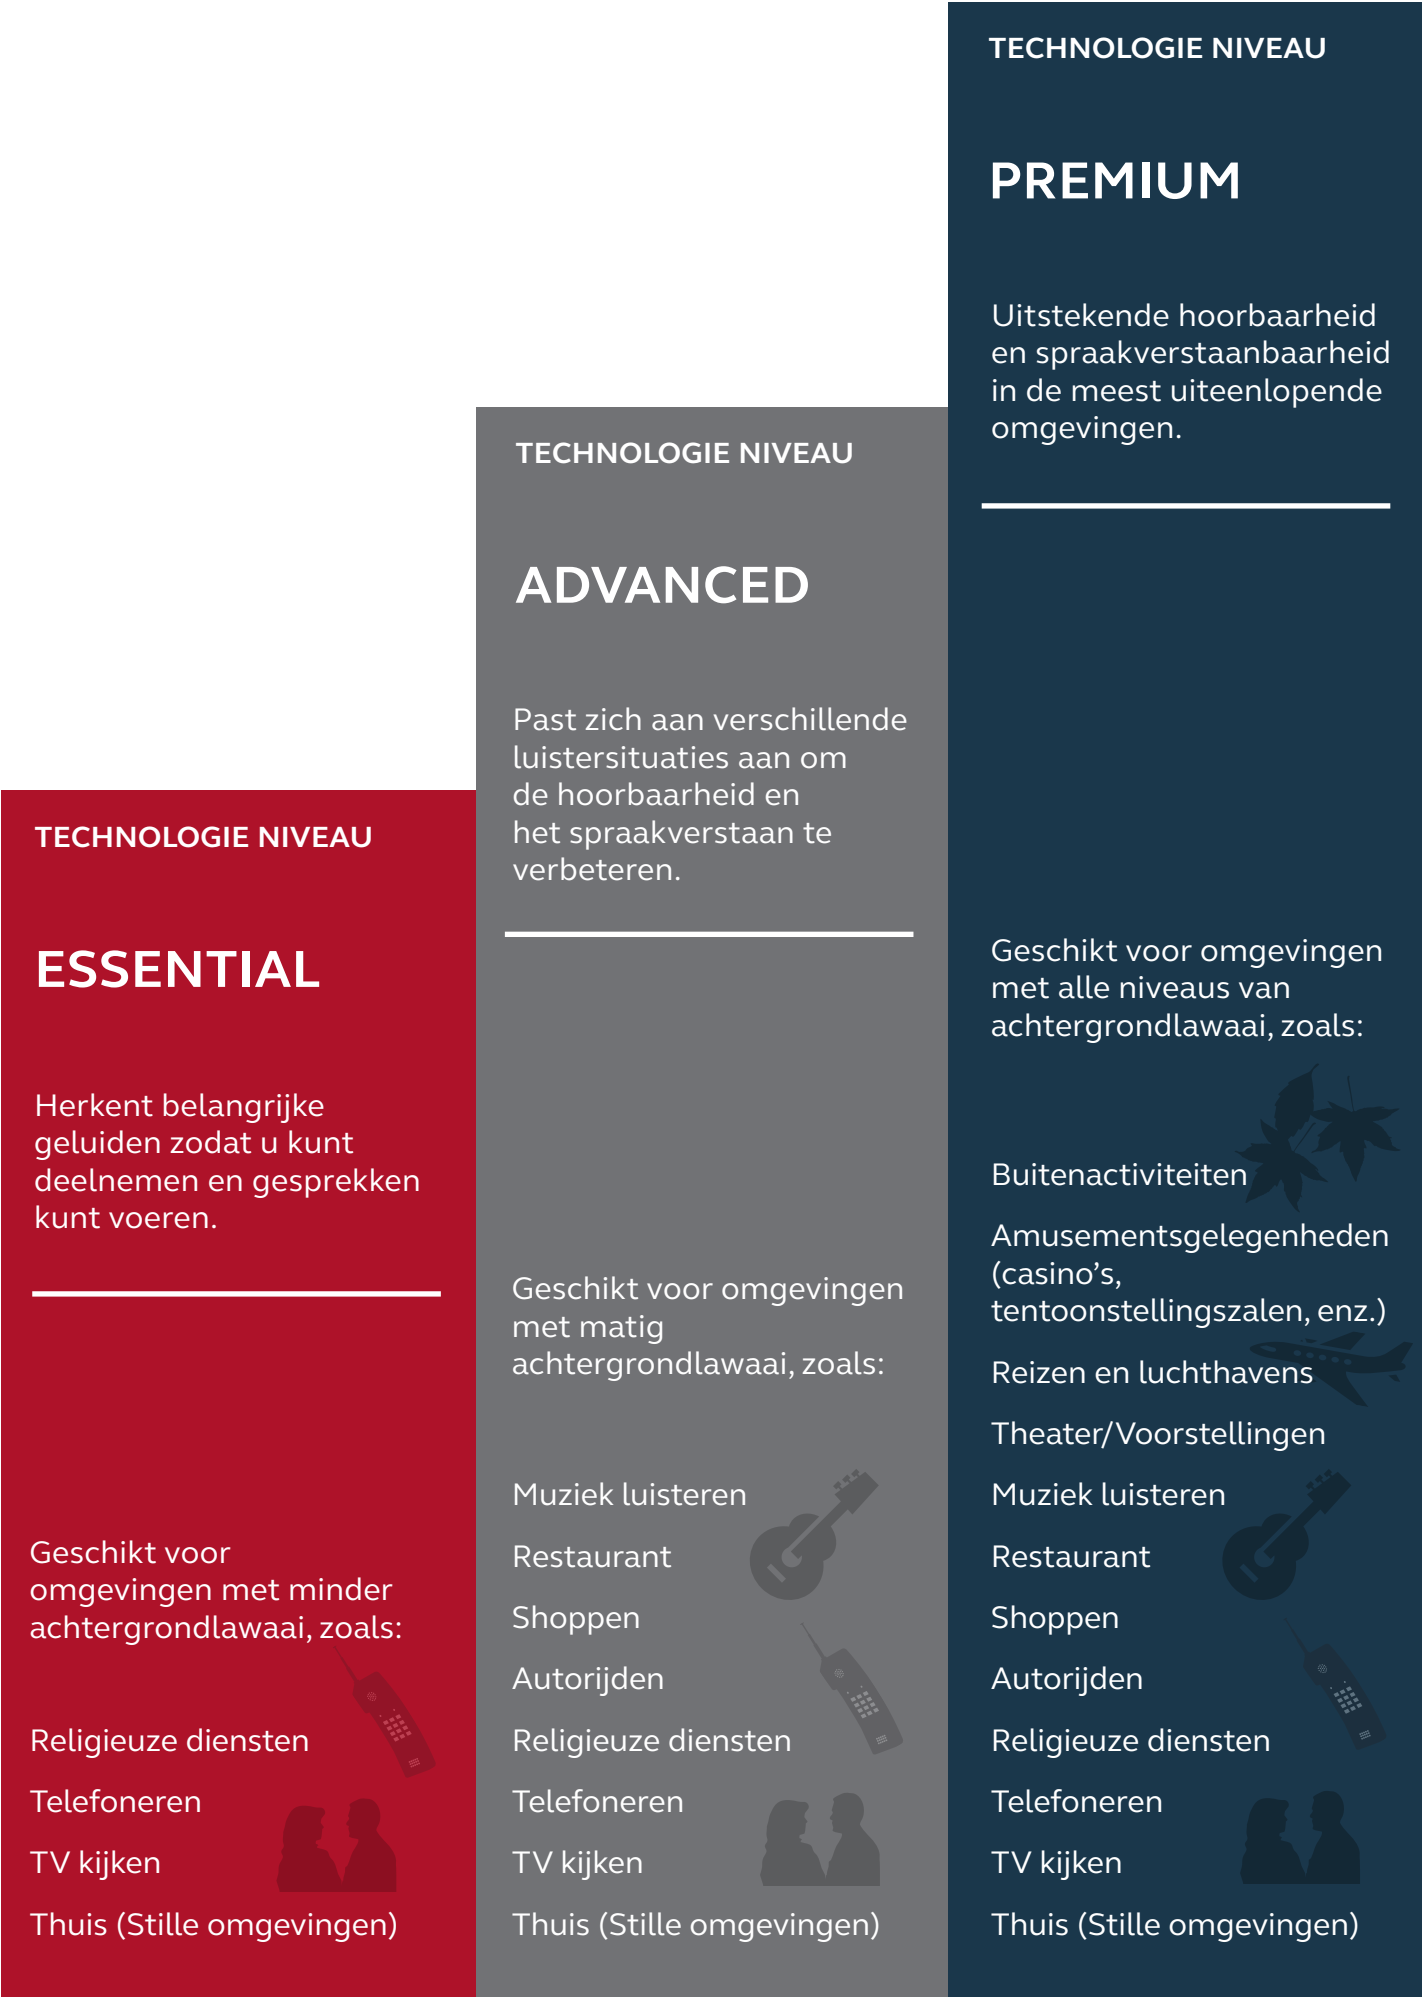 TECHNOLOGIE NIVEAU
ESSENTIAL
Herkent belangrijke
geluiden zodat u kunt
deelnemen en gesprekken
kunt voeren.
Geschikt voor
omgevingen met minder
achtergrondlawaai, zoals:
Religieuze diensten
Telefoneren
TV kijken
Thuis (Stille omgevingen)
TECHNOLOGIE NIVEAU
ADVANCED
Past zich aan verschillende
luistersituaties aan om
de hoorbaarheid en
het spraakverstaan te
verbeteren.
Geschikt voor omgevingen
met matig
achtergrondlawaai, zoals:
Muziek luisteren
Restaurant
Shoppen
Autorijden
Religieuze diensten
Telefoneren
TV kijken
Thuis (Stille omgevingen)
TECHNOLOGIE NIVEAU
PREMIUM
Uitstekende hoorbaarheid
en spraakverstaanbaarheid
in de meest uiteenlopende
omgevingen.
Geschikt voor omgevingen
met alle niveaus van
achtergrondlawaai, zoals:
Buitenactiviteiten
Amusementsgelegenheden
(casino’s,
tentoonstellingszalen, enz.)
Reizen en luchthavens
Theater/Voorstellingen
Muziek luisteren
Restaurant
Shoppen
Autorijden
Religieuze diensten
Telefoneren
TV kijken
Thuis (Stille omgevingen)